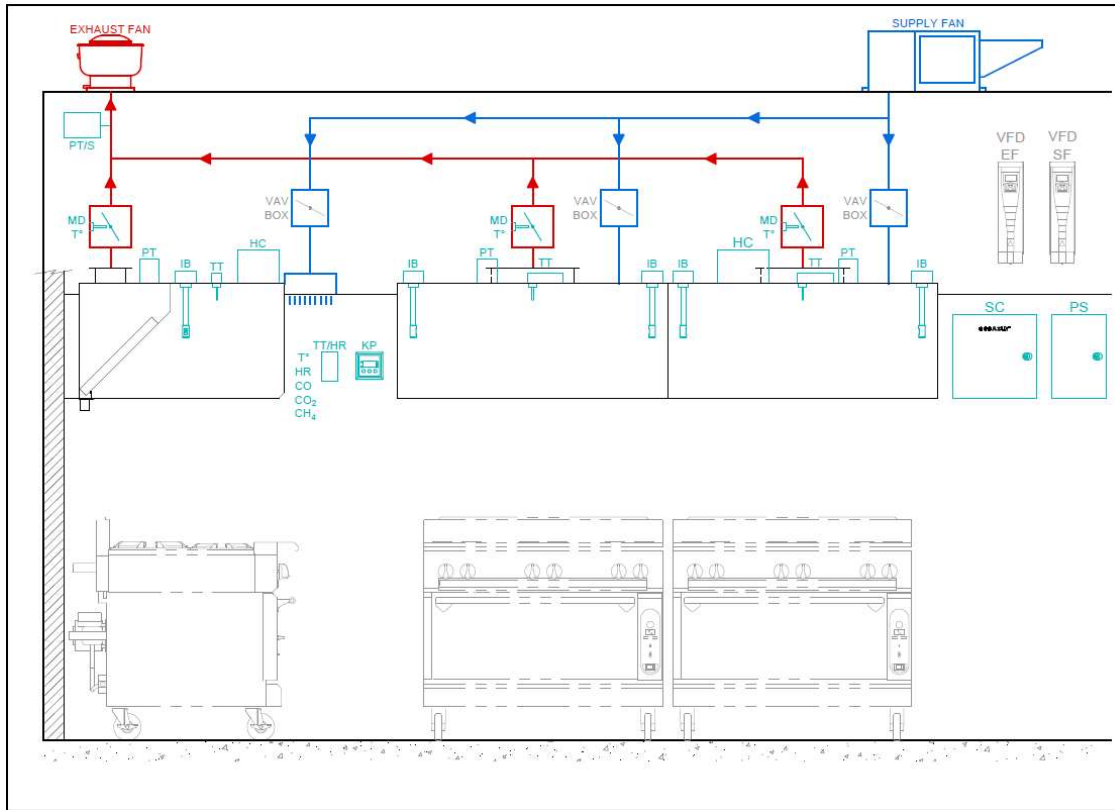 EXHAUST FAN
SUPPLY FAN
PT/S
VFD
EF
VFD
SF
MD
T°
VAV
BOX
MD
T°
VAV
BOX
MD
T°
VAV
BOX
PT
IB
TT
HC
IB
PT
TT
IB
IB
HC
TT
PT
IB
SC
PS
TT/HR
KP
T°
HR
CO
CO₂
CH₄